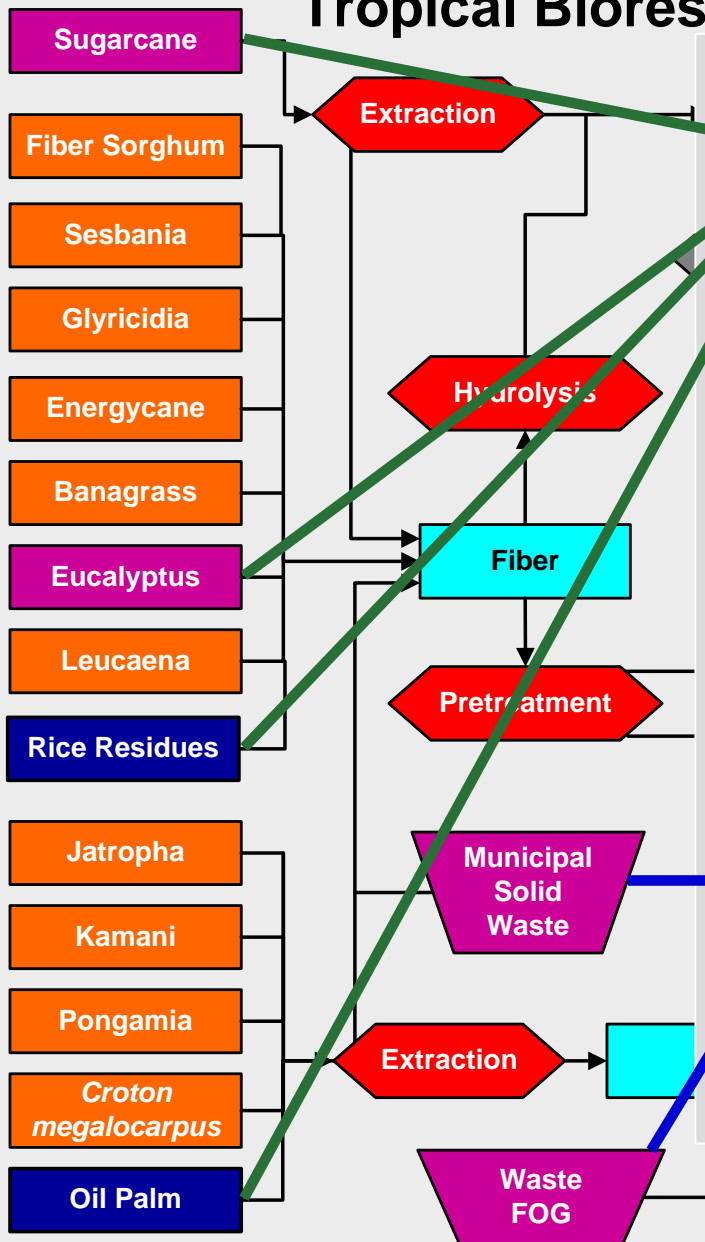 Tropical
Sugarcane
Extraction
Fiber Sorghum
Sesbania
Glyricidia
Energycane
Hydrolysis
Banagrass
Eucalyptus
Fiber
Leucaena
Rice Residues
Pretreatment
Jatropha
Municipal
Solid
Waste
Kamani
Pongamia
Extraction
Croton
megalocarpus
Oil Palm
Waste
FOG